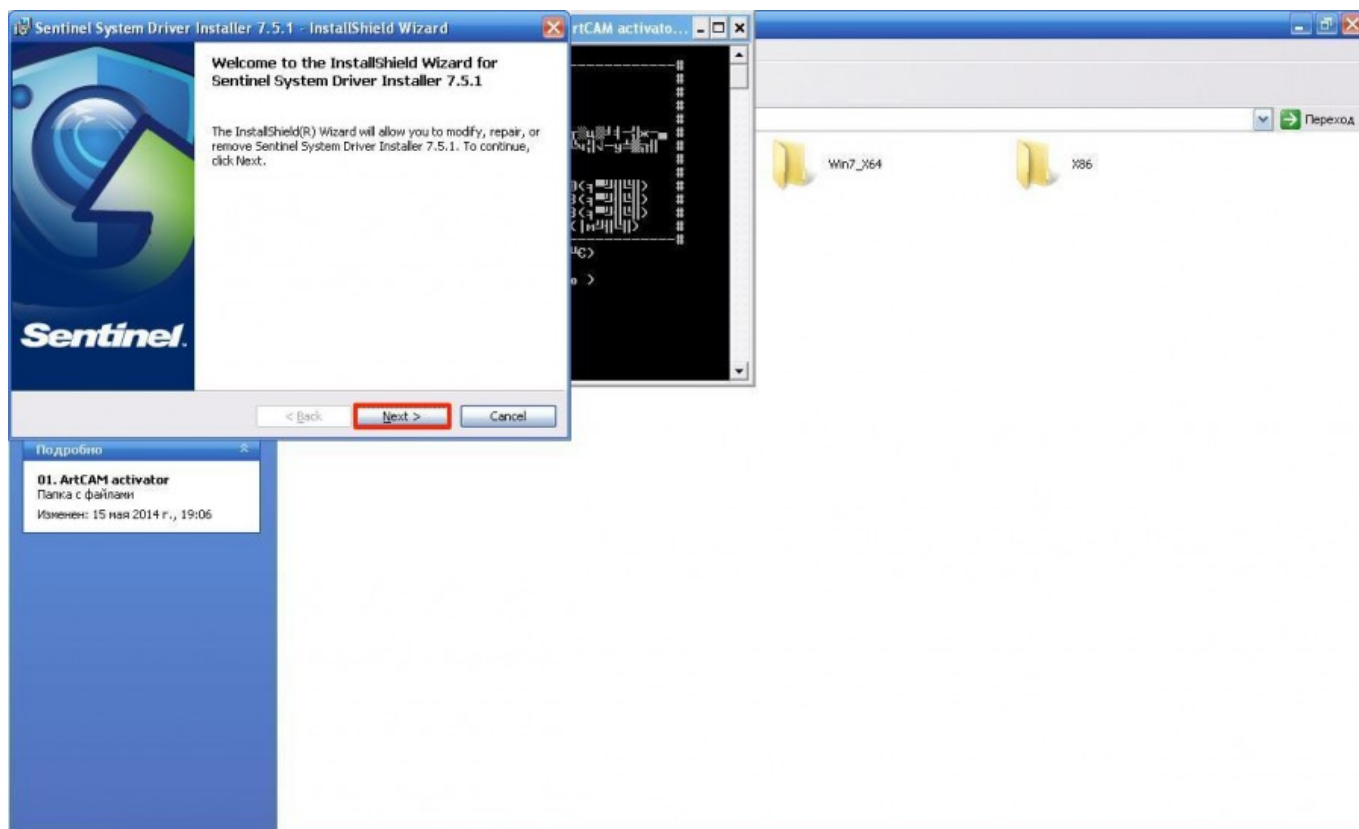 Sentinel System Driver Installer 7.5.1 - InstallShield Wizard
rtCAM activato...
Welcome to the InstallShield Wizard for
Sentinel System Driver Installer 7.5.1
The InstallShield(R) Wizard will allow you to modify, repair, or
remove Sentinel System Driver Installer 7.5.1. To continue,
click Next.
Sentinel.
< Back
Next >
Cancel
Переход
Win7_X64
X86
Подробно
01. ArtCAM activator
Папка с файлами
Изменен: 15 мая 2014 г., 19:06